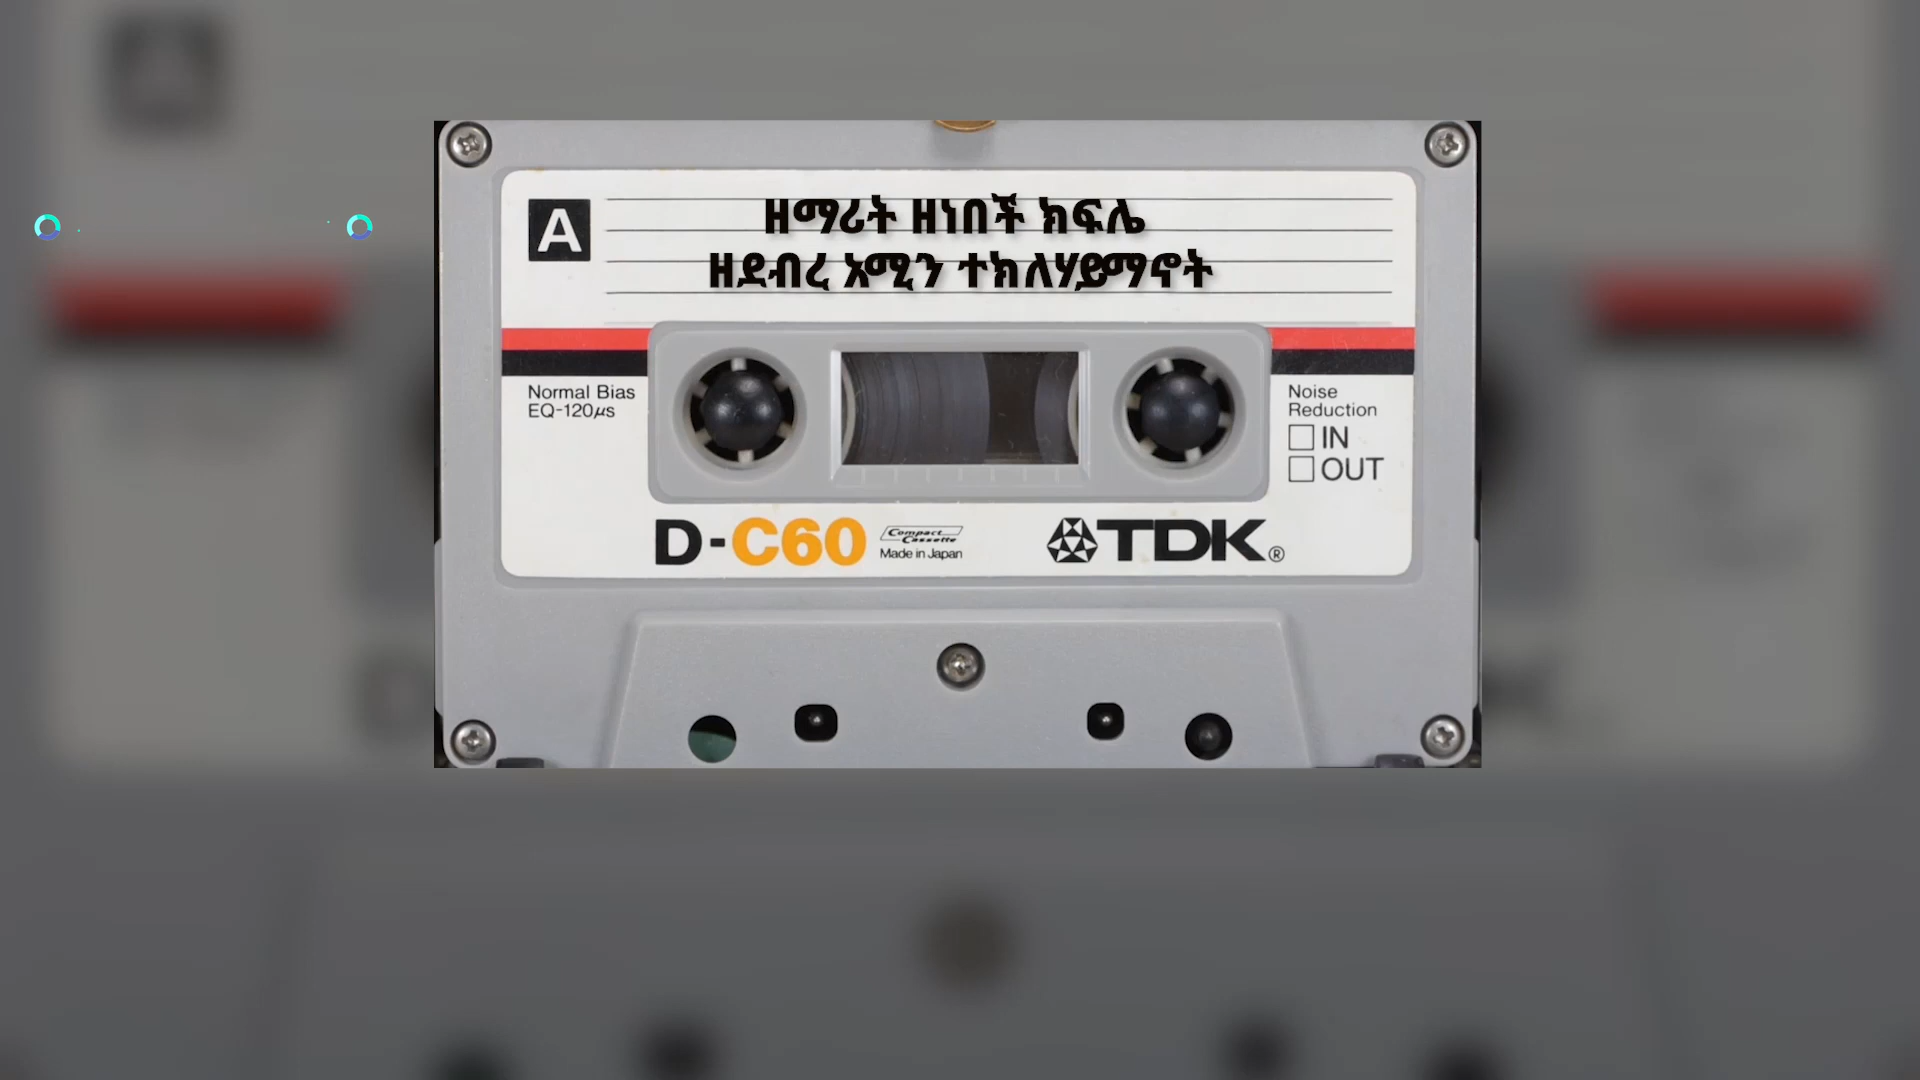 A
ዘማሪት ዘነበች ክፍሌ
ዘደብረ አሚን ተክለሃይማኖት
Normal Bias
EQ-120µs
Noise
Reduction
IN
OUT
D-C60
Compact
Cassette
Made in Japan
TDK®